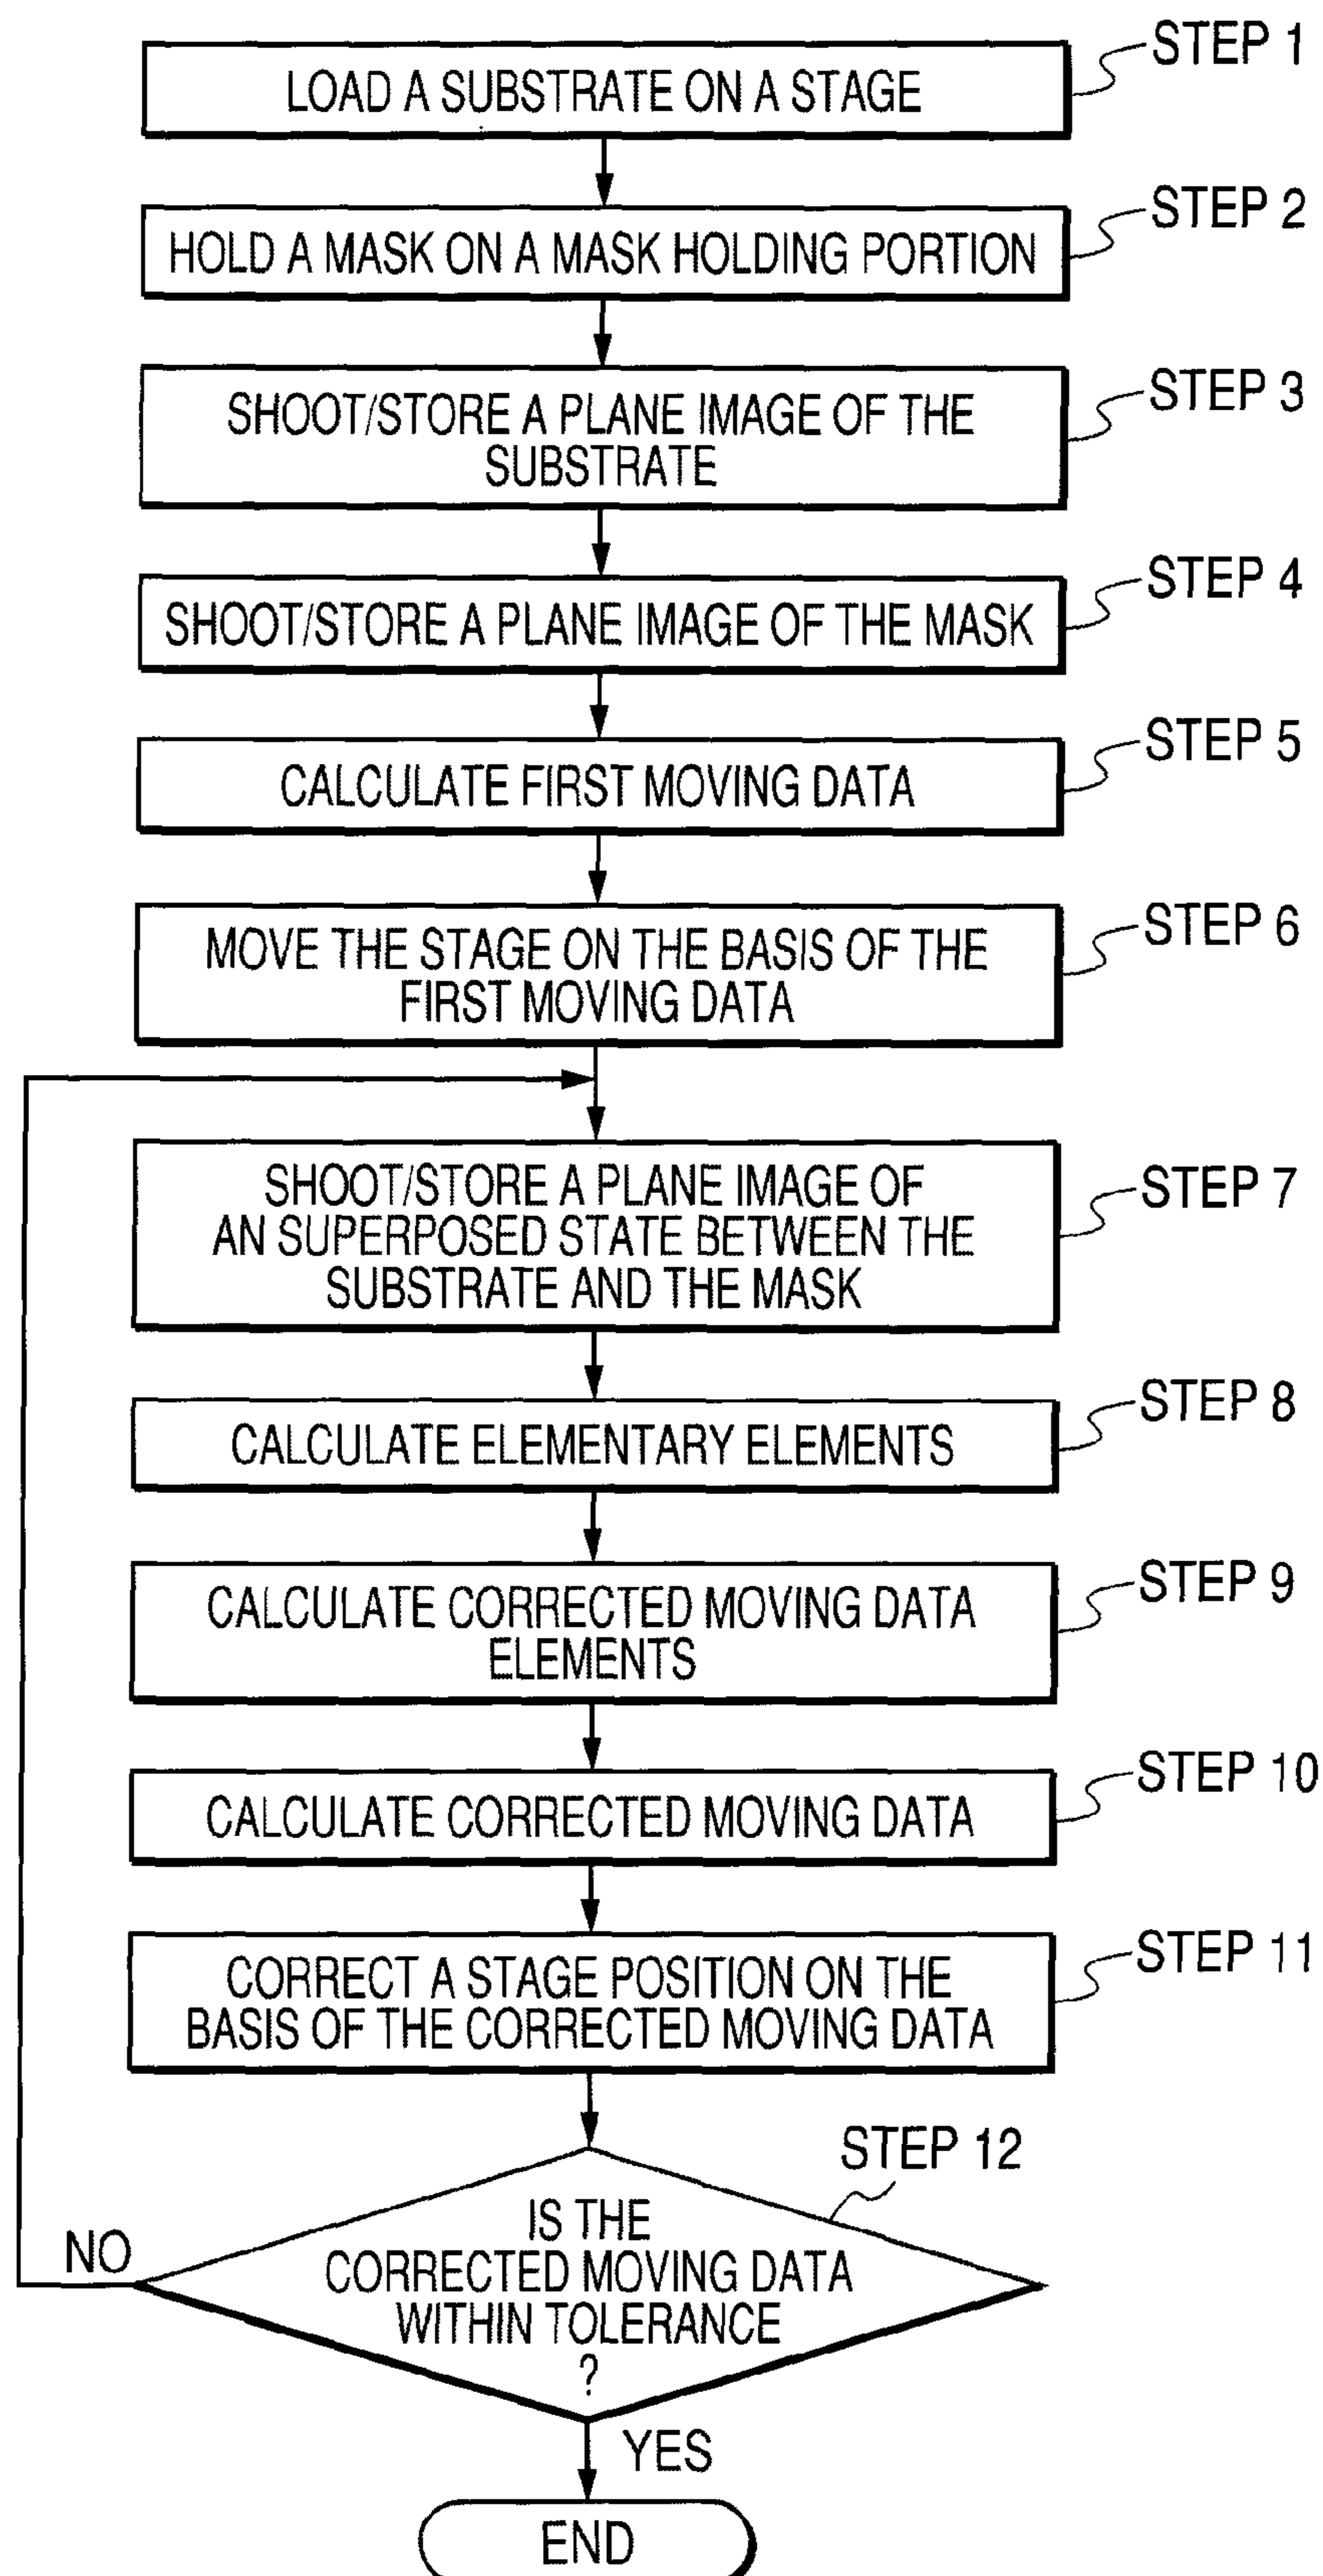 STEP 1
LOAD A SUBSTRATE ON A STAGE
STEP 2
HOLD A MASK ON A MASK HOLDING PORTION
STEP 3
SHOOT/STORE A PLANE IMAGE OF THE
SUBSTRATE
STEP 4
SHOOT/STORE A PLANE IMAGE OF THE MASK
STEP 5
CALCULATE FIRST MOVING DATA
STEP 6
MOVE THE STAGE ON THE BASIS OF THE
FIRST MOVING DATA
STEP 7
SHOOT/STORE A PLANE IMAGE OF
AN SUPERPOSED STATE BETWEEN THE
SUBSTRATE AND THE MASK
STEP 8
CALCULATE ELEMENTARY ELEMENTS
STEP 9
CALCULATE CORRECTED MOVING DATA
ELEMENTS
STEP 10
CALCULATE CORRECTED MOVING DATA
STEP 11
CORRECT A STAGE POSITION ON THE
BASIS OF THE CORRECTED MOVING DATA
STEP 12
IS THE
CORRECTED MOVING DATA
WITHIN TOLERANCE
?
NO
YES
END